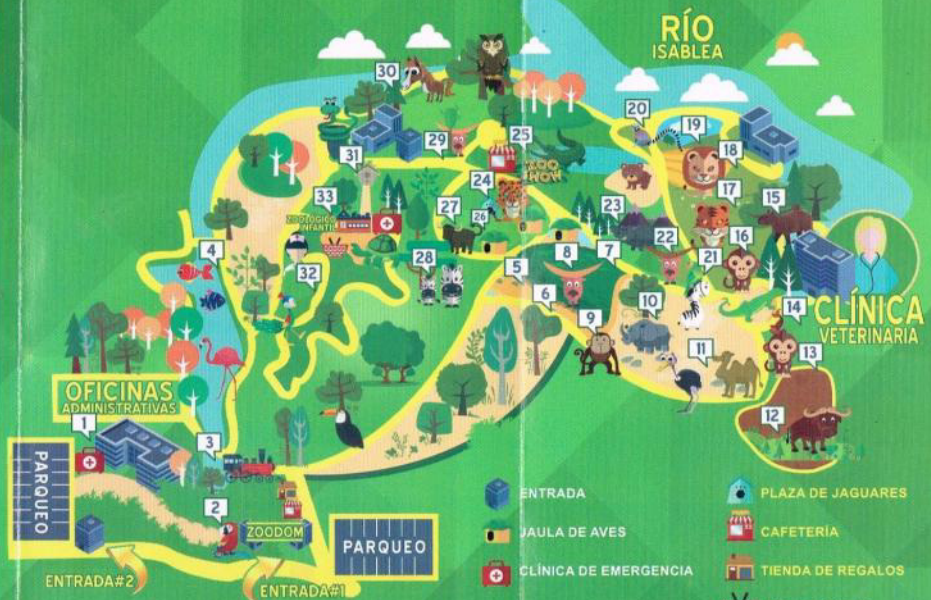 RÍO
ISABLEA
30
20
19
25
29
18
31
24
17
33
27
26
23
15
ZOO
SHOW
ZOOLOGICO
INFANTIL
4
28
5
8
7
22
16
21
32
6
10
14
CLÍNICA
VETERINARIA
9
11
13
OFICINAS
ADMINISTRATIVAS
12
1
3
PARQUEO
2
ZOODOM
PARQUEO
ENTRADA#2
ENTRADA#1
ENTRADA
JAULA DE AVES
CLÍNICA DE EMERGENCIA
PLAZA DE JAGUARES
CAFETERÍA
TIENDA DE REGALOS